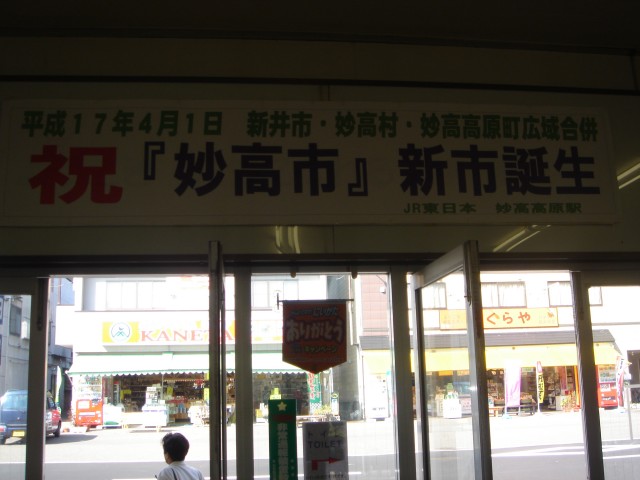 平成17年4月1日 新井市・妙高村・妙高高原町広域合併
祝『妙高市』新市誕生
JR東日本 妙高高原駅
KANE
ぐらや
ありがとう
TOILET